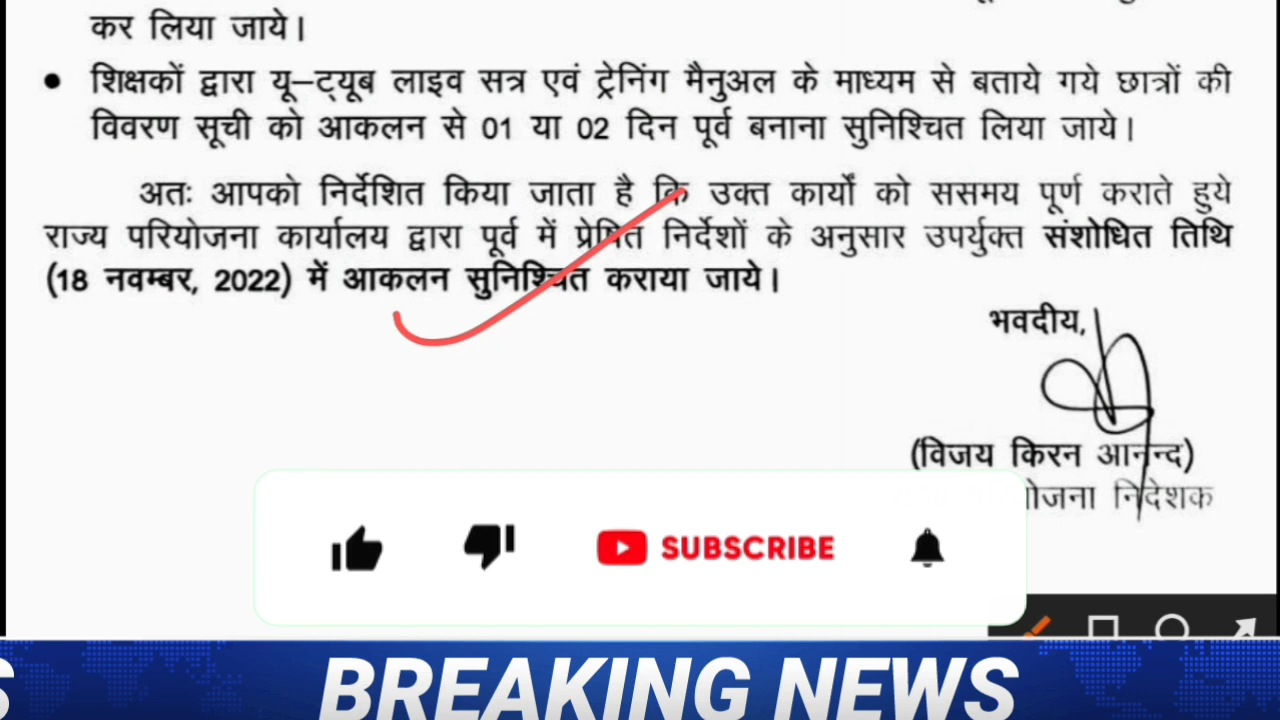 कर लिया जाये।
• शिक्षकों द्वारा यू–ट्यूब लाइव सत्र एवं ट्रेनिंग मैनुअल के माध्यम से बताये गये छात्रों की
विवरण सूची को आकलन से 01 या 02 दिन पूर्व बनाना सुनिश्चित लिया जाये।
अतः आपको निर्देशित किया जाता है कि उक्त कार्यों को ससमय पूर्ण कराते हुये
राज्य परियोजना कार्यालय द्वारा पूर्व में प्रेषित निर्देशों के अनुसार उपर्युक्त संशोधित तिथि
(18 नवम्बर, 2022) में आकलन सुनिश्चित कराया जाये।
भवदीय,
(विजय किरन आनन्द)
निदेशक
SUBSCRIBE
S BREAKING NEWS